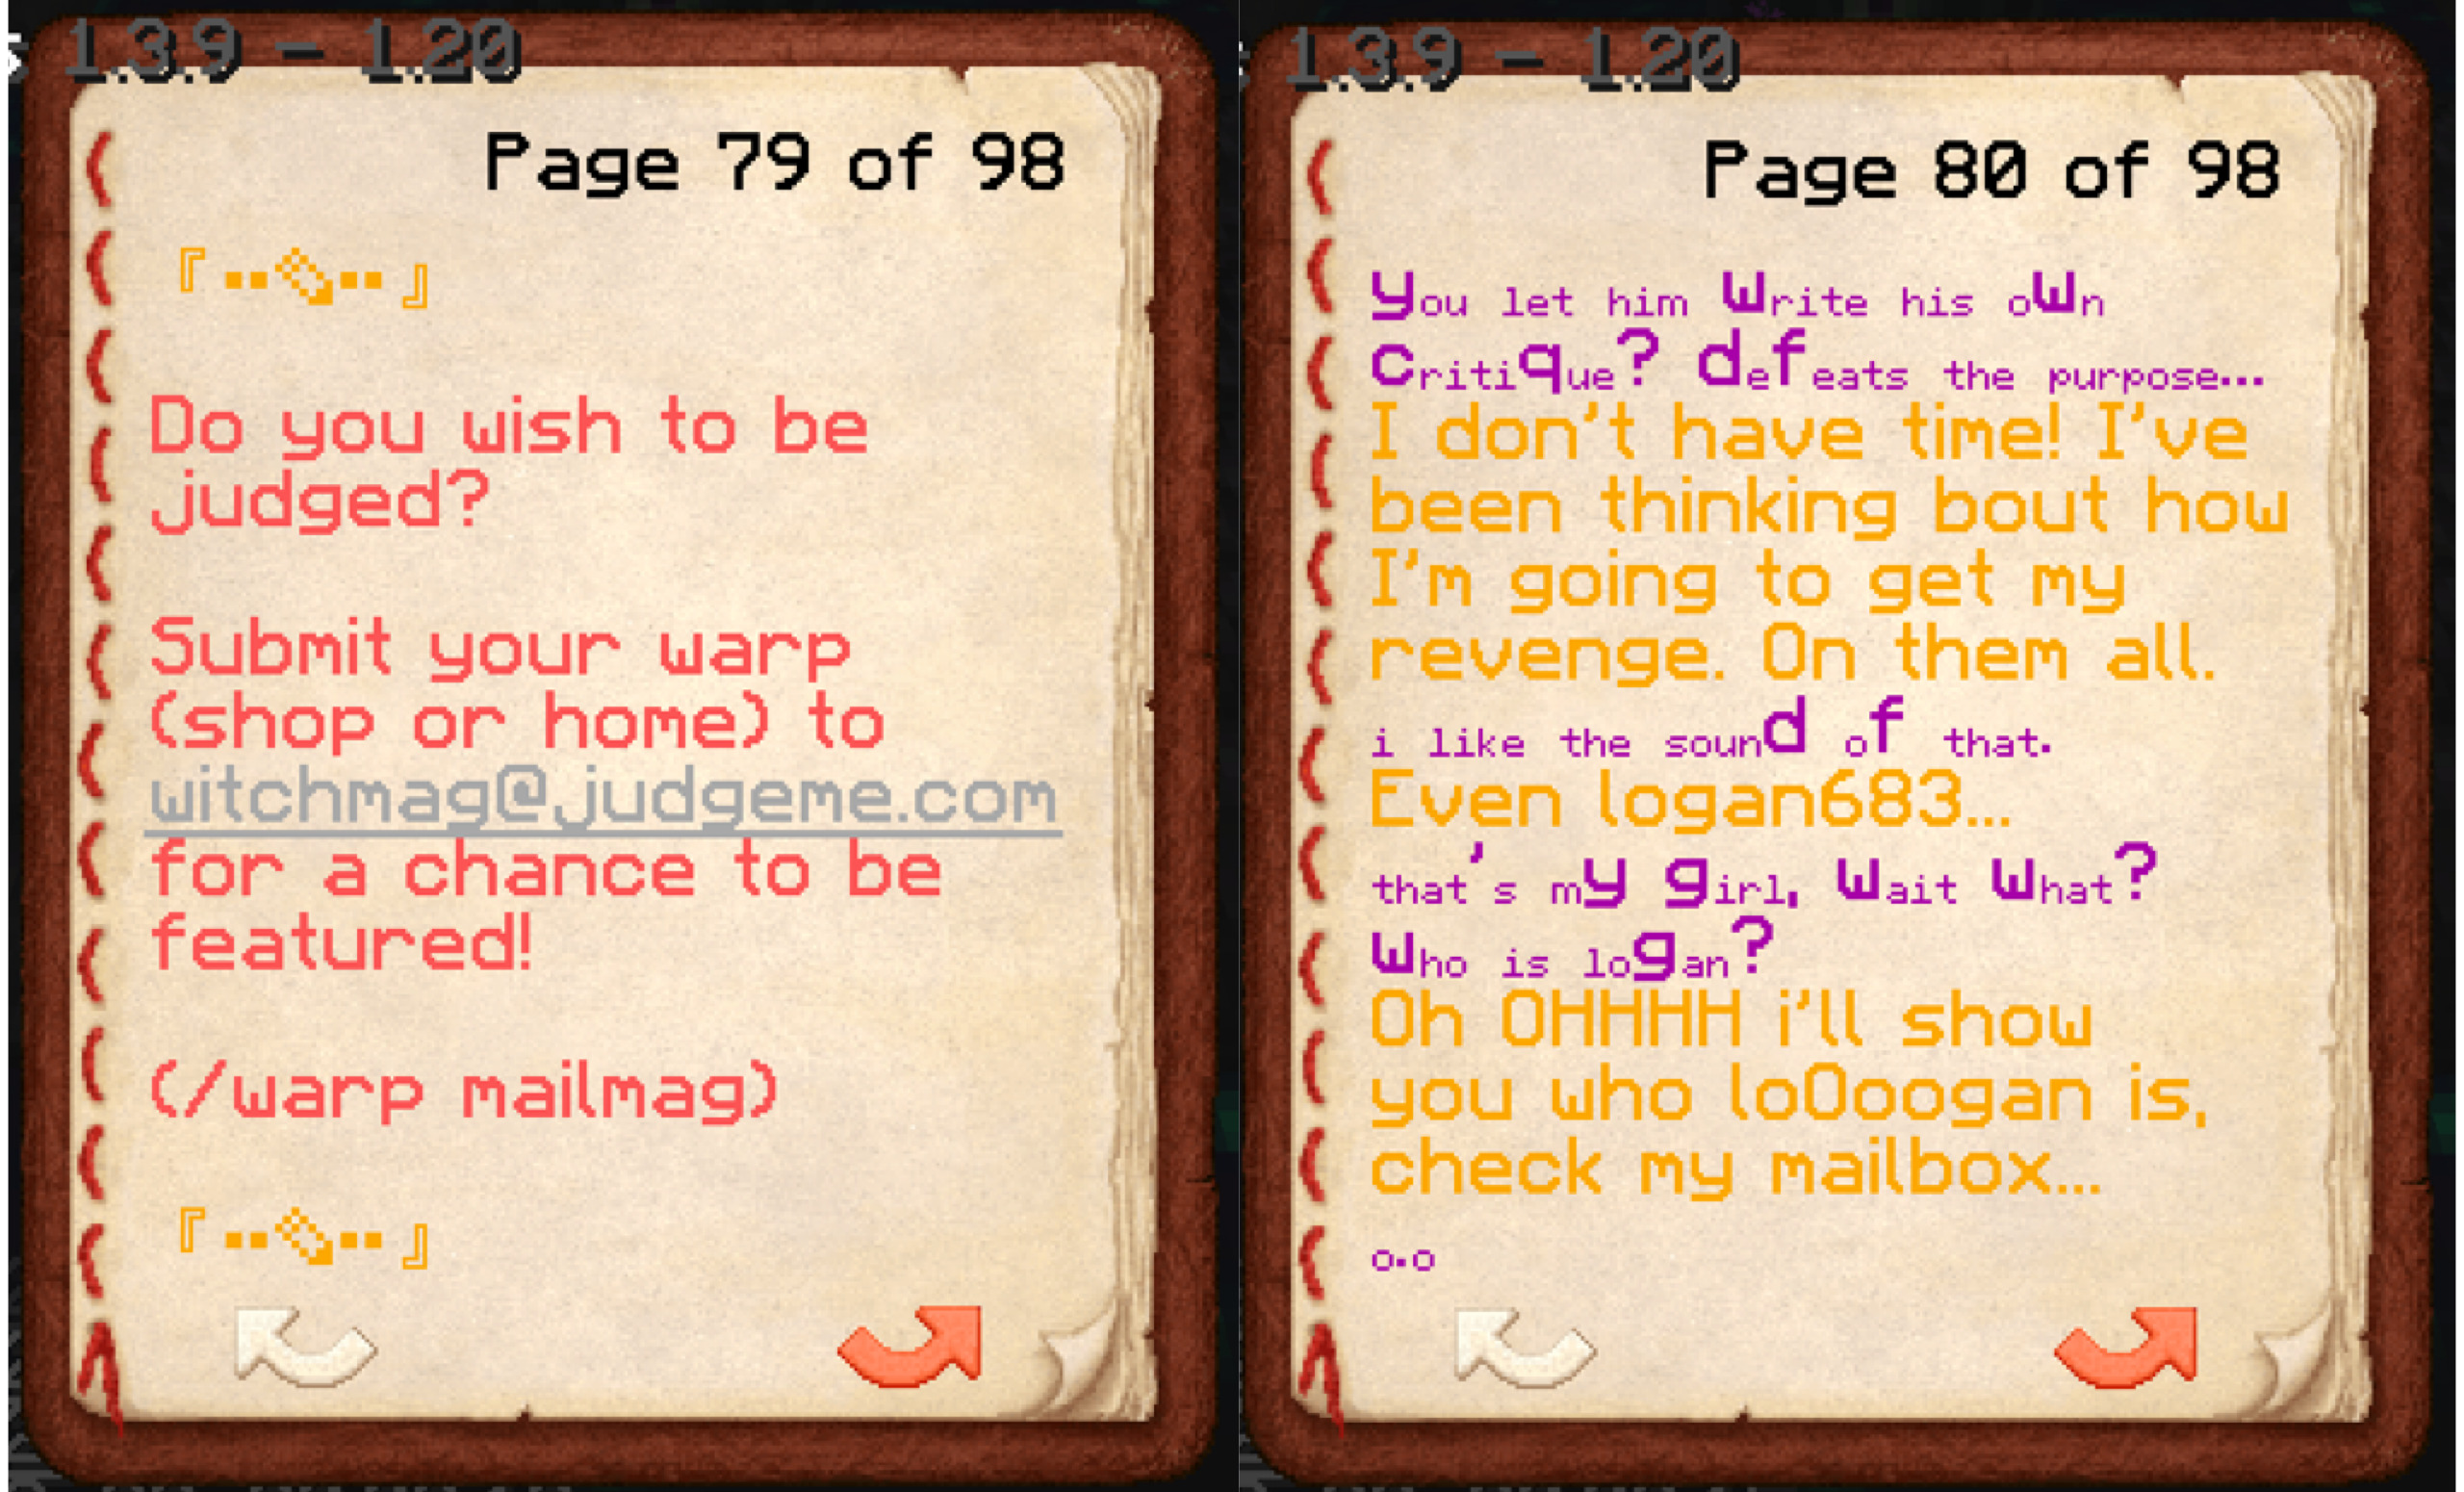 1.3.9 - 1.20
Page 79 of 98
『▪▪✎▪▪』
Do you wish to be
judged?
Submit your warp
(shop or home) to
witchmag@judgeme.com
for a chance to be
featured!
(/warp mailmag)
『▪▪✎▪▪』
1.3.9 - 1.20
Page 80 of 98
you let him write his own
critique? defeats the purpose...
I don't have time! I've
been thinking bout how
I'm going to get my
revenge. On them all.
i like the sound of that.
Even logan683...
that's my girl, wait what?
who is logan?
Oh OHHHH i'll show
you who loOoogan is,
check my mailbox...
o.o